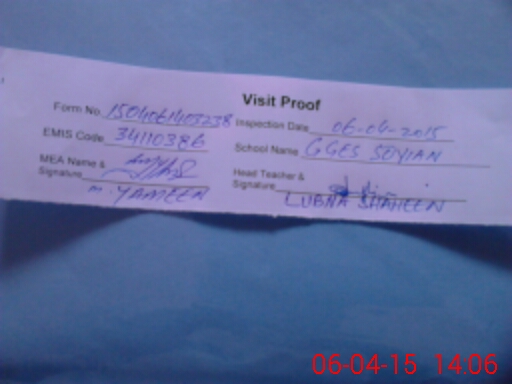 Visit Proof
Form No. 1504061403238 Inspection Date 06-04-2015
EMIS Code 34110386 School Name GGES SOYIAN
MEA Name & Signature
M. YAMEEN
Head Teacher & Signature
LUBNA SHAHEEN
06-04-15 14:06